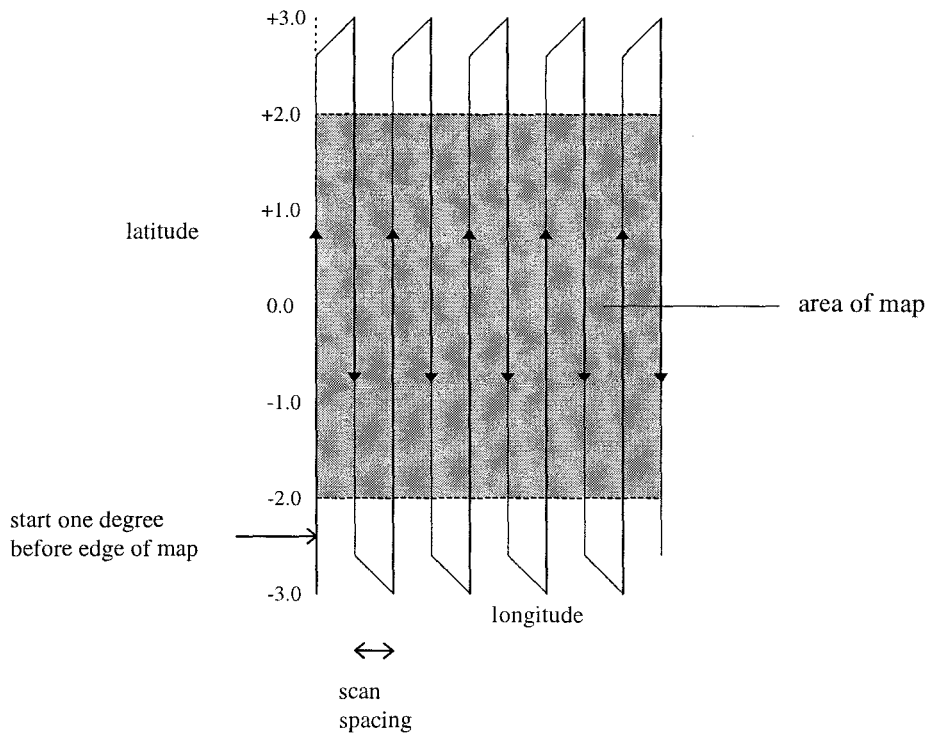 +3.0
+2.0
+1.0
latitude
0.0
area of map
-1.0
-2.0
start one degree
before edge of map
-3.0
longitude
scan
spacing